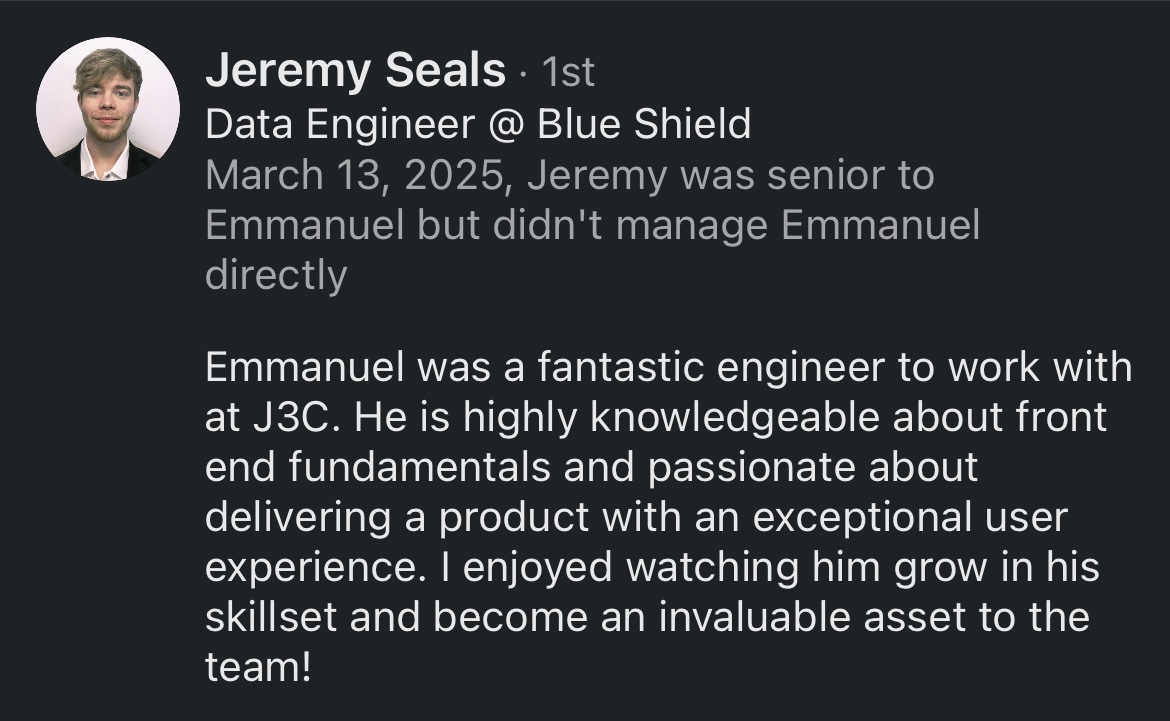 Jeremy Seals · 1st
Data Engineer @ Blue Shield
March 13, 2025, Jeremy was senior to
Emmanuel but didn't manage Emmanuel
directly
Emmanuel was a fantastic engineer to work with
at J3C. He is highly knowledgeable about front
end fundamentals and passionate about
delivering a product with an exceptional user
experience. I enjoyed watching him grow in his
skillset and become an invaluable asset to the
team!